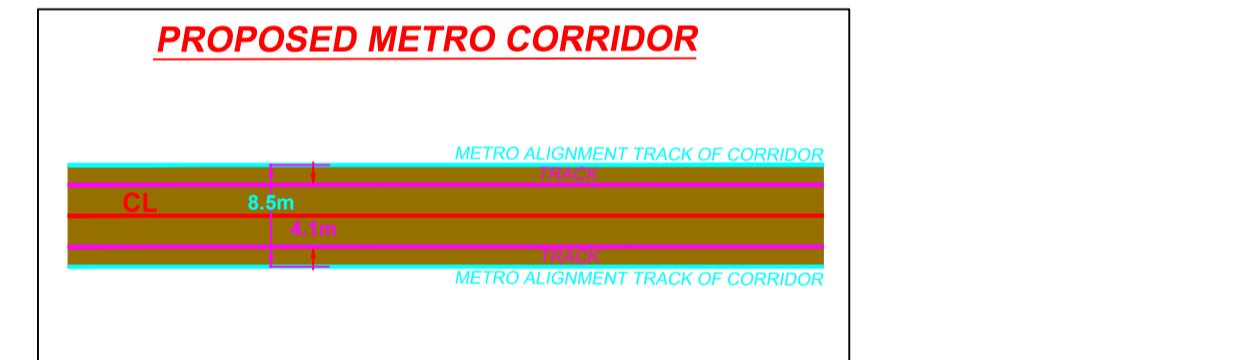 PROPOSED METRO CORRIDOR
METRO ALIGNMENT TRACK OF CORRIDOR
TRACK
CL
8.5m
4.1m
TRACK
METRO ALIGNMENT TRACK OF CORRIDOR